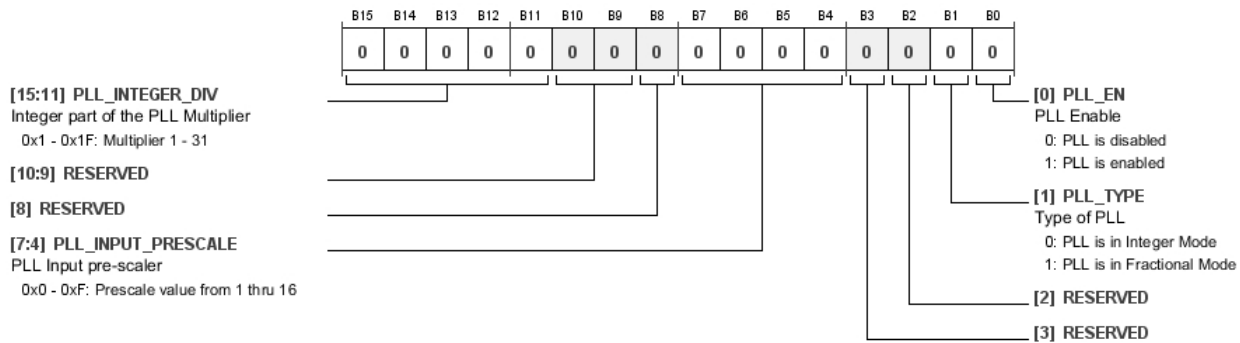 B15 B14 B13 B12 B11 B10 B9 B8 B7 B6 B5 B4 B3 B2 B1 B0
0 0 0 0 0 0 0 0 0 0 0 0 0 0 0 0
[15:11] PLL_INTEGER_DIV
Integer part of the PLL Multiplier
0x1 - 0x1F: Multiplier 1 - 31
[10:9] RESERVED
[8] RESERVED
[7:4] PLL_INPUT_PRESCALE
PLL Input pre-scaler
0x0 - 0xF: Prescale value from 1 thru 16
[0] PLL_EN
PLL Enable
0: PLL is disabled
1: PLL is enabled
[1] PLL_TYPE
Type of PLL
0: PLL is in Integer Mode
1: PLL is in Fractional Mode
[2] RESERVED
[3] RESERVED